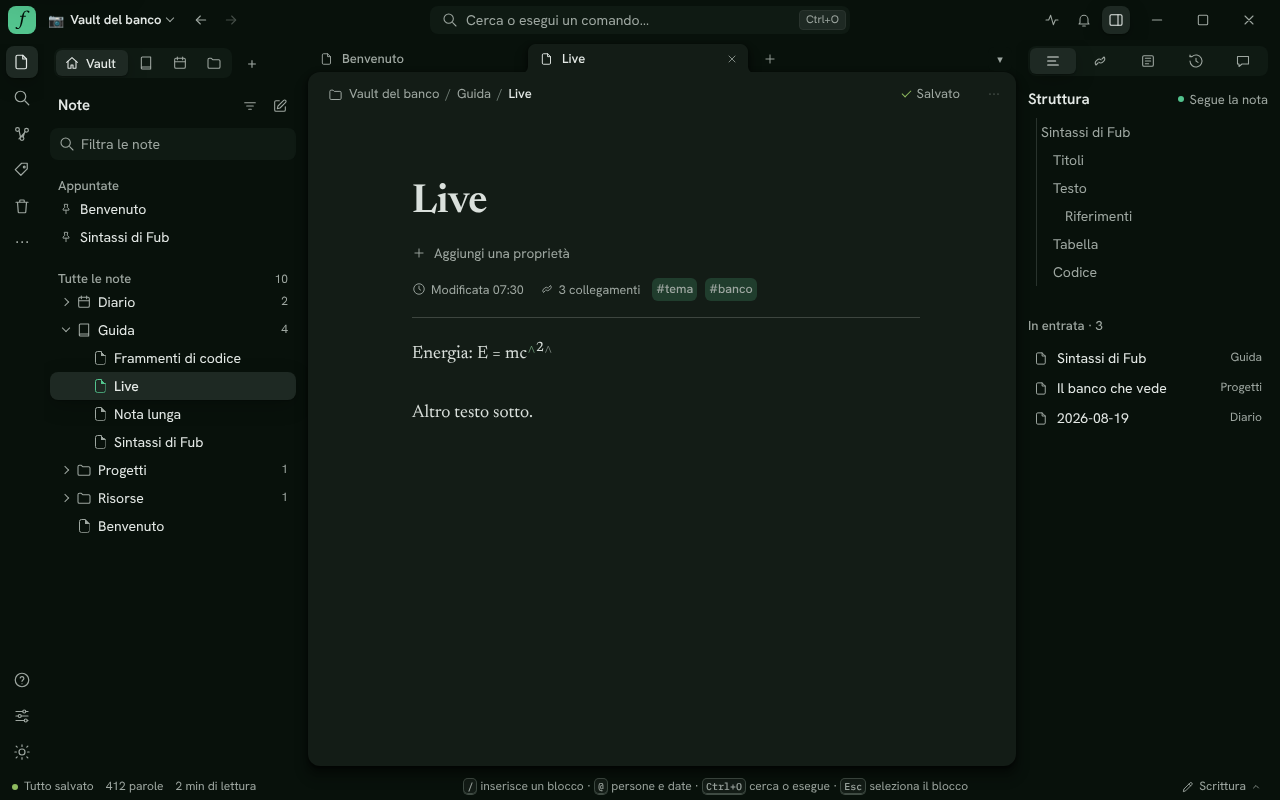 f Vault del banco
Cerca o esegui un comando... Ctrl+O
Vault
Benvenuto
Live
Note
Filtra le note
Appuntate
Benvenuto
Sintassi di Fub
Tutte le note 10
Diario 2
Guida 4
Frammenti di codice
Live
Nota lunga
Sintassi di Fub
Progetti 1
Risorse 1
Benvenuto
Vault del banco / Guida / Live
Salvato
Live
Aggiungi una proprietà
Modificata 07:30 3 collegamenti #tema #banco
Energia: E = mc^2^
Altro testo sotto.
Struttura Segue la nota
Sintassi di Fub
Titoli
Testo
Riferimenti
Tabella
Codice
In entrata · 3
Sintassi di Fub Guida
Il banco che vede Progetti
2026-08-19 Diario
Tutto salvato 412 parole 2 min di lettura
/ inserisce un blocco · @ persone e date · Ctrl+O cerca o esegue · Esc seleziona il blocco
Scrittura